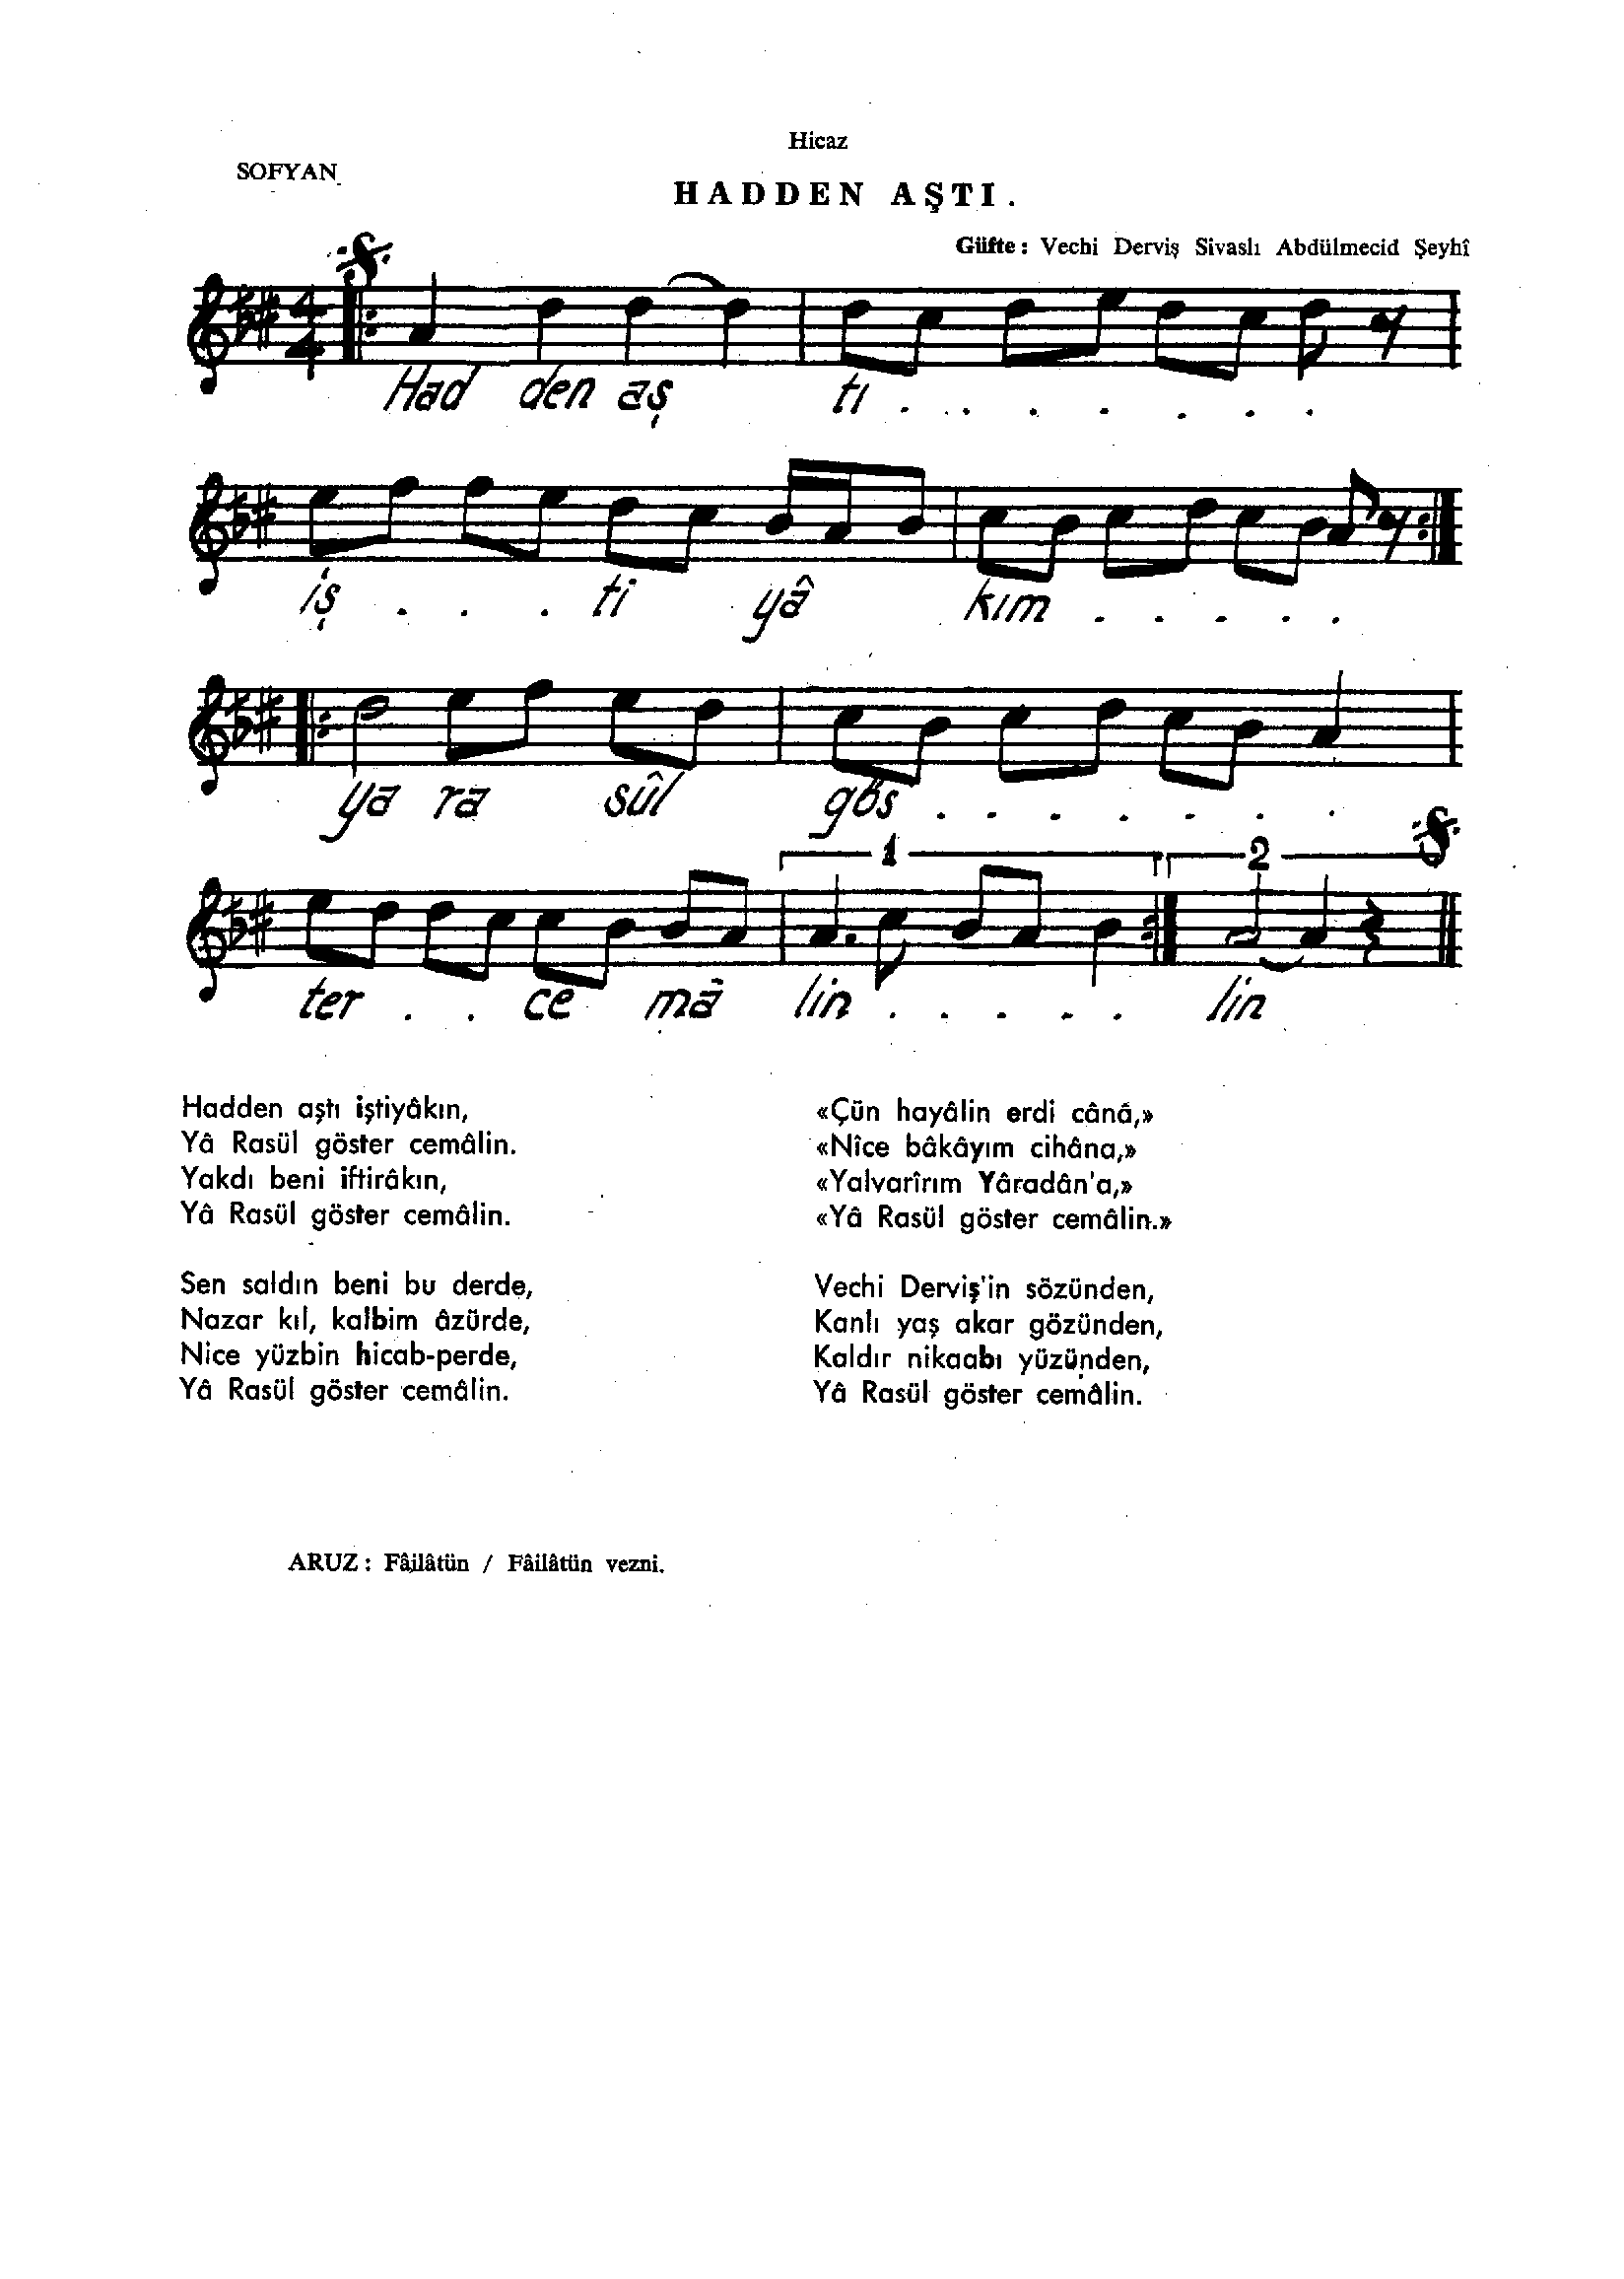 Hicaz
SOFYAN
HADDEN AŞTI.
Güfte: Vechi Derviş Sivaslı Abdülmecid Şeyhî
4
4
Had den aş tı . . . . . . .
iş . . . ti yâ kım . . . . .
ya ra sûl gös . . . . . . .
1 2
ter . . ce mâ lin . . . . . lin
Hadden aştı iştiyâkın,
Yâ Rasül göster cemâlin.
Yakdı beni iftirâkın,
Yâ Rasül göster cemâlin.
Sen saldın beni bu derde,
Nazar kıl, kalbim âzürde,
Nice yüzbin hicab-perde,
Yâ Rasül göster cemâlin.
«Çün hayâlin erdi cânâ,»
«Nîce bâkâyım cihâna,»
«Yalvarîrım Yâradân'a,»
«Yâ Rasül göster cemâlin.»
Vechi Derviş'in sözünden,
Kanlı yaş akar gözünden,
Kaldır nikaabı yüzünden,
Yâ Rasül göster cemâlin.
ARUZ: Fâilâtün / Fâilâtün vezni.